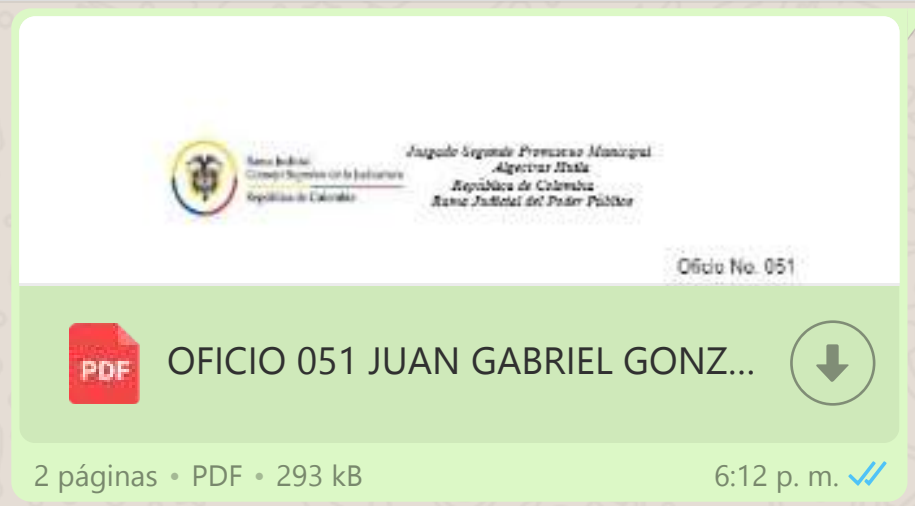 Rama Judicial
Consejo Superior de la Judicatura
República de Colombia
Juzgado Segundo Promiscuo Municipal
Algeciras Huila
República de Colombia
Rama Judicial del Poder Público
Oficio No. 051
PDF
OFICIO 051 JUAN GABRIEL GONZ...
2 páginas • PDF • 293 kB
6:12 p. m.